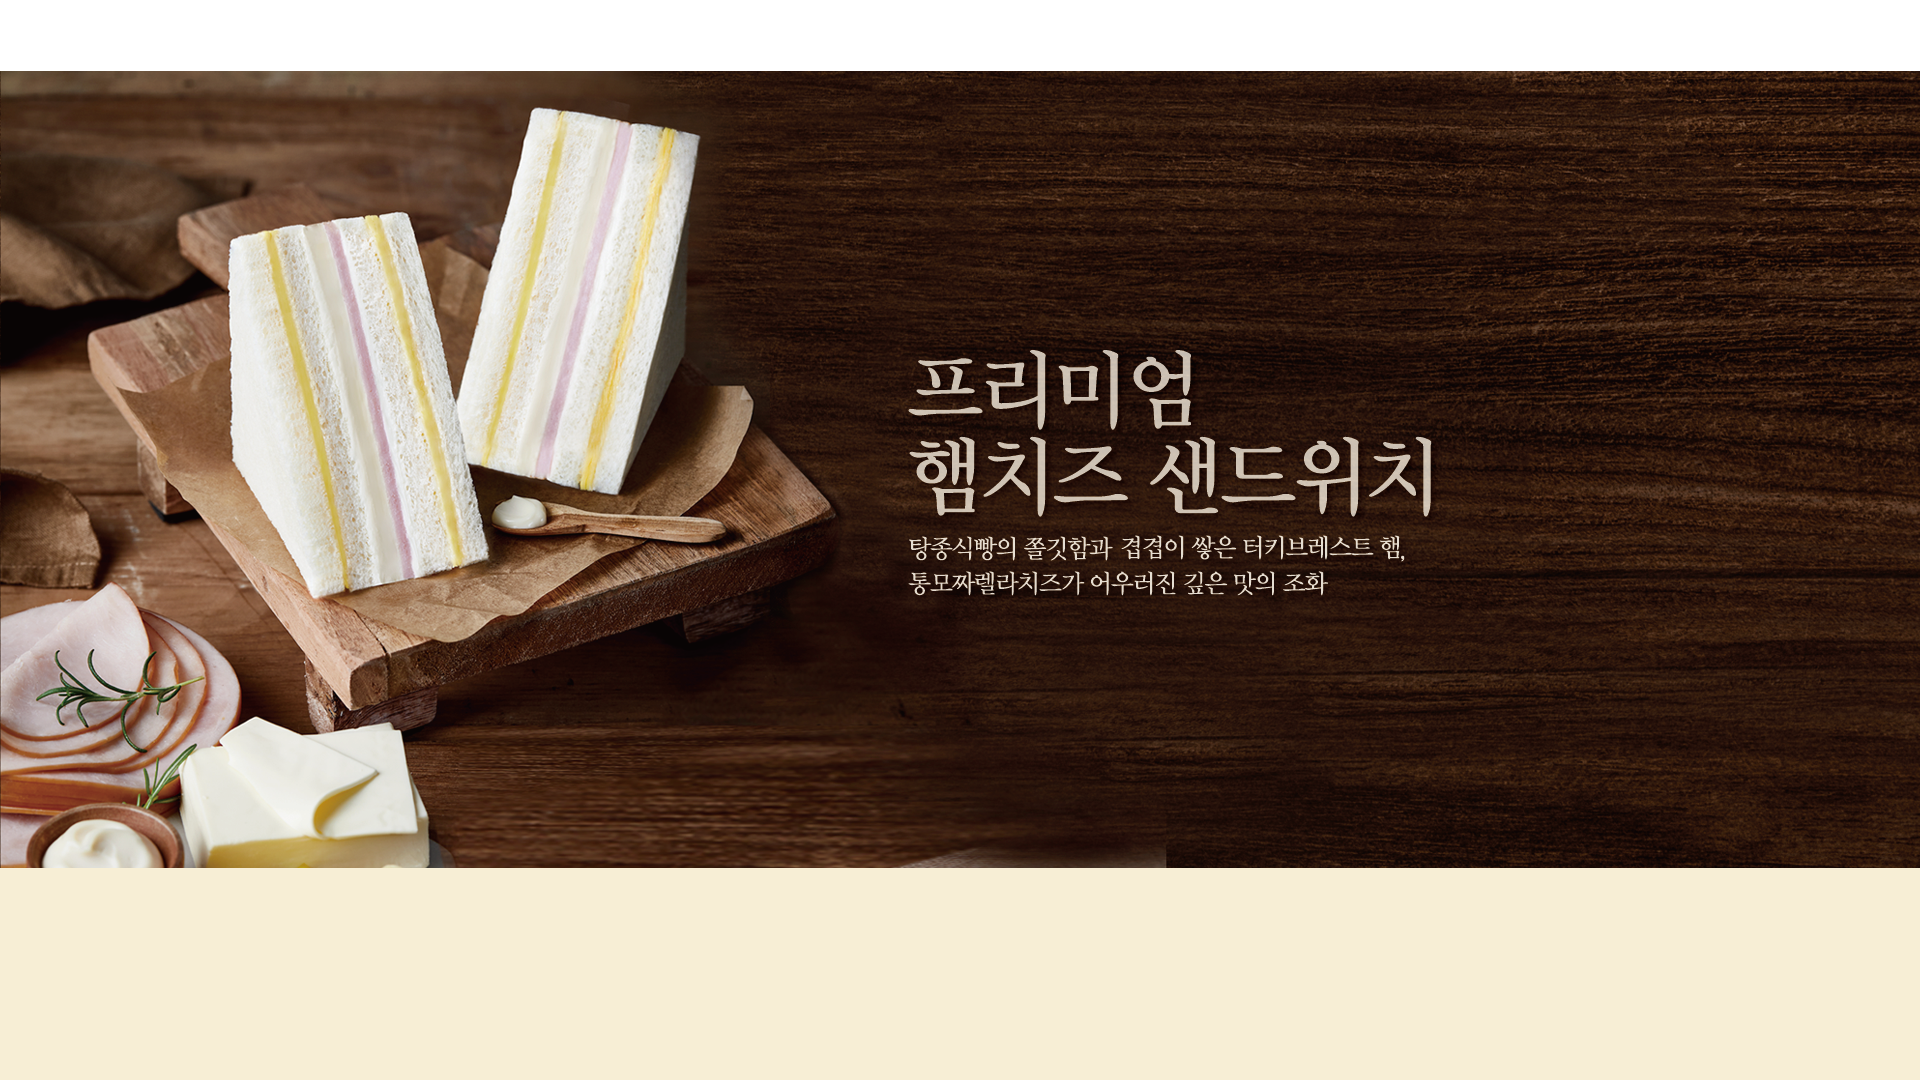 프리미엄
햄치즈 샌드위치
탕종식빵의 쫄깃함과 겹겹이 쌓은 터키브레스트 햄,
통모짜렐라치즈가 어우러진 깊은 맛의 조화